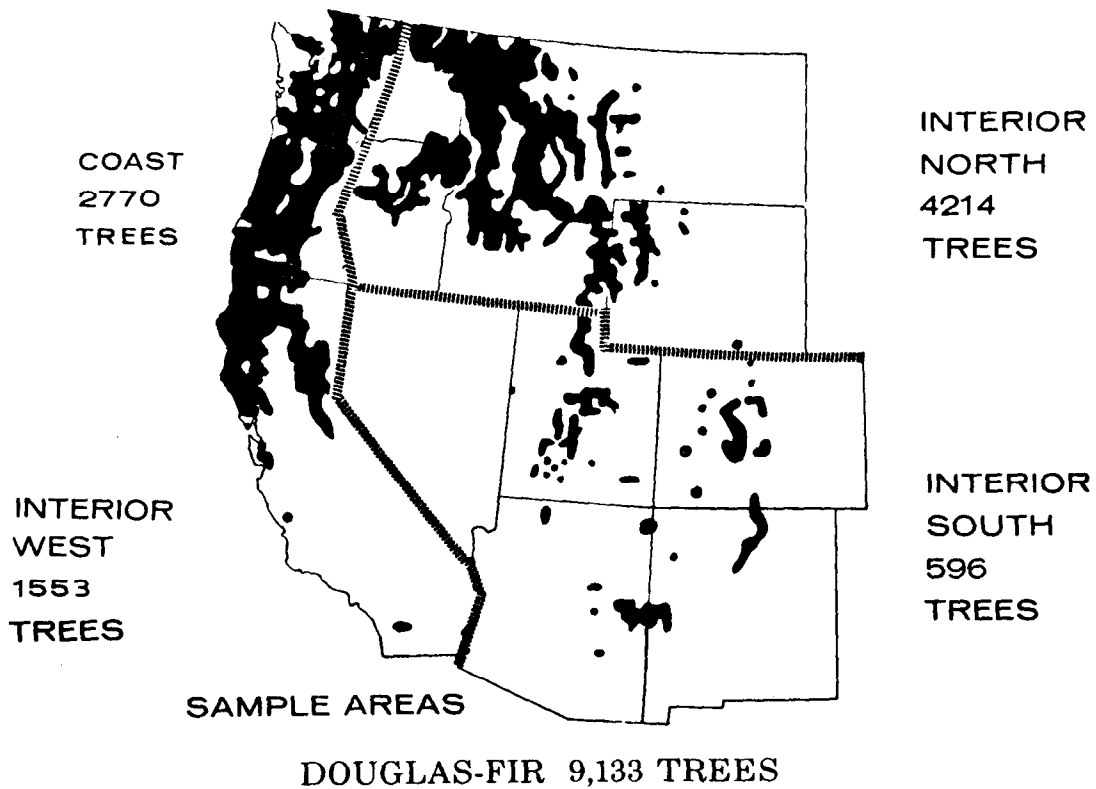 COAST
2770
TREES
INTERIOR
NORTH
4214
TREES
INTERIOR
WEST
1553
TREES
INTERIOR
SOUTH
596
TREES
SAMPLE AREAS
DOUGLAS-FIR 9,133 TREES